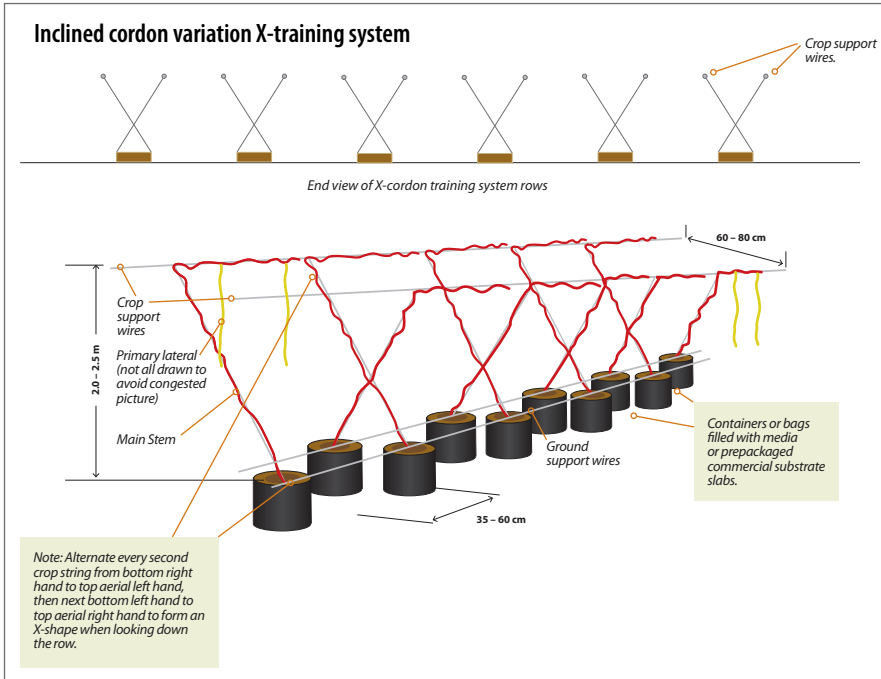 Inclined cordon variation X-training system
Crop support
wires.
End view of X-cordon training system rows
60 – 80 cm
2.0 – 2.5 m
Crop
support
wires
Primary lateral
(not all drawn to
avoid congested
picture)
Main Stem
Ground
support wires
Containers or bags
filled with media
or prepackaged
commercial substrate
slabs.
35 – 60 cm
Note: Alternate every second
crop string from bottom right
hand to top aerial left hand,
then next bottom left hand to
top aerial right hand to form an
X-shape when looking down
the row.